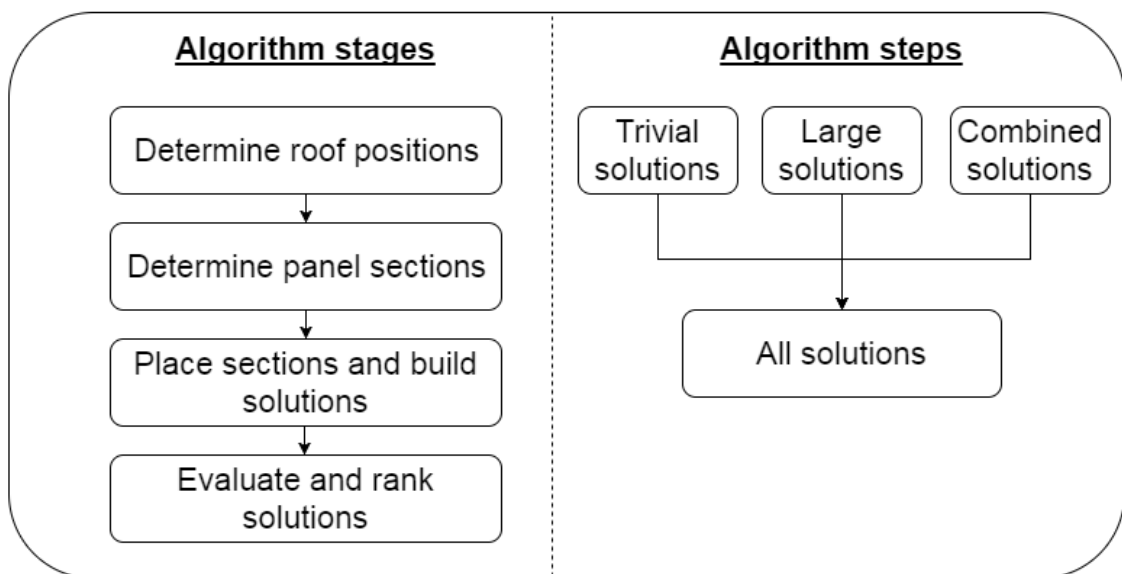 Algorithm stages
Determine roof positions
Determine panel sections
Place sections and build
solutions
Evaluate and rank
solutions
Algorithm steps
Trivial
solutions
Large
solutions
Combined
solutions
All solutions